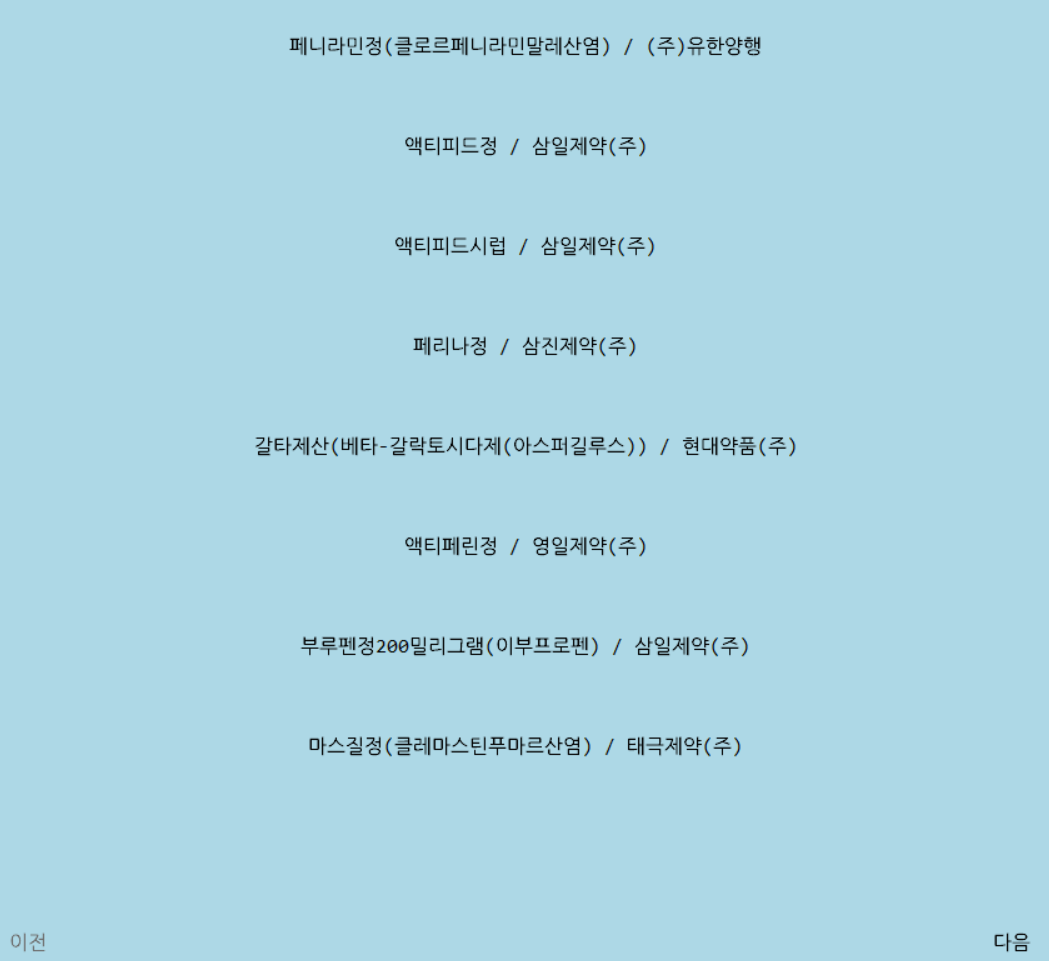 페니라민정(클로르페니라민말레산염) / (주)유한양행
액티피드정 / 삼일제약(주)
액티피드시럽 / 삼일제약(주)
페리나정 / 삼진제약(주)
갈타제산(베타-갈락토시다제(아스퍼길루스)) / 현대약품(주)
액티페린정 / 영일제약(주)
부루펜정200밀리그램(이부프로펜) / 삼일제약(주)
마스질정(클레마스틴푸마르산염) / 태극제약(주)
이전 다음